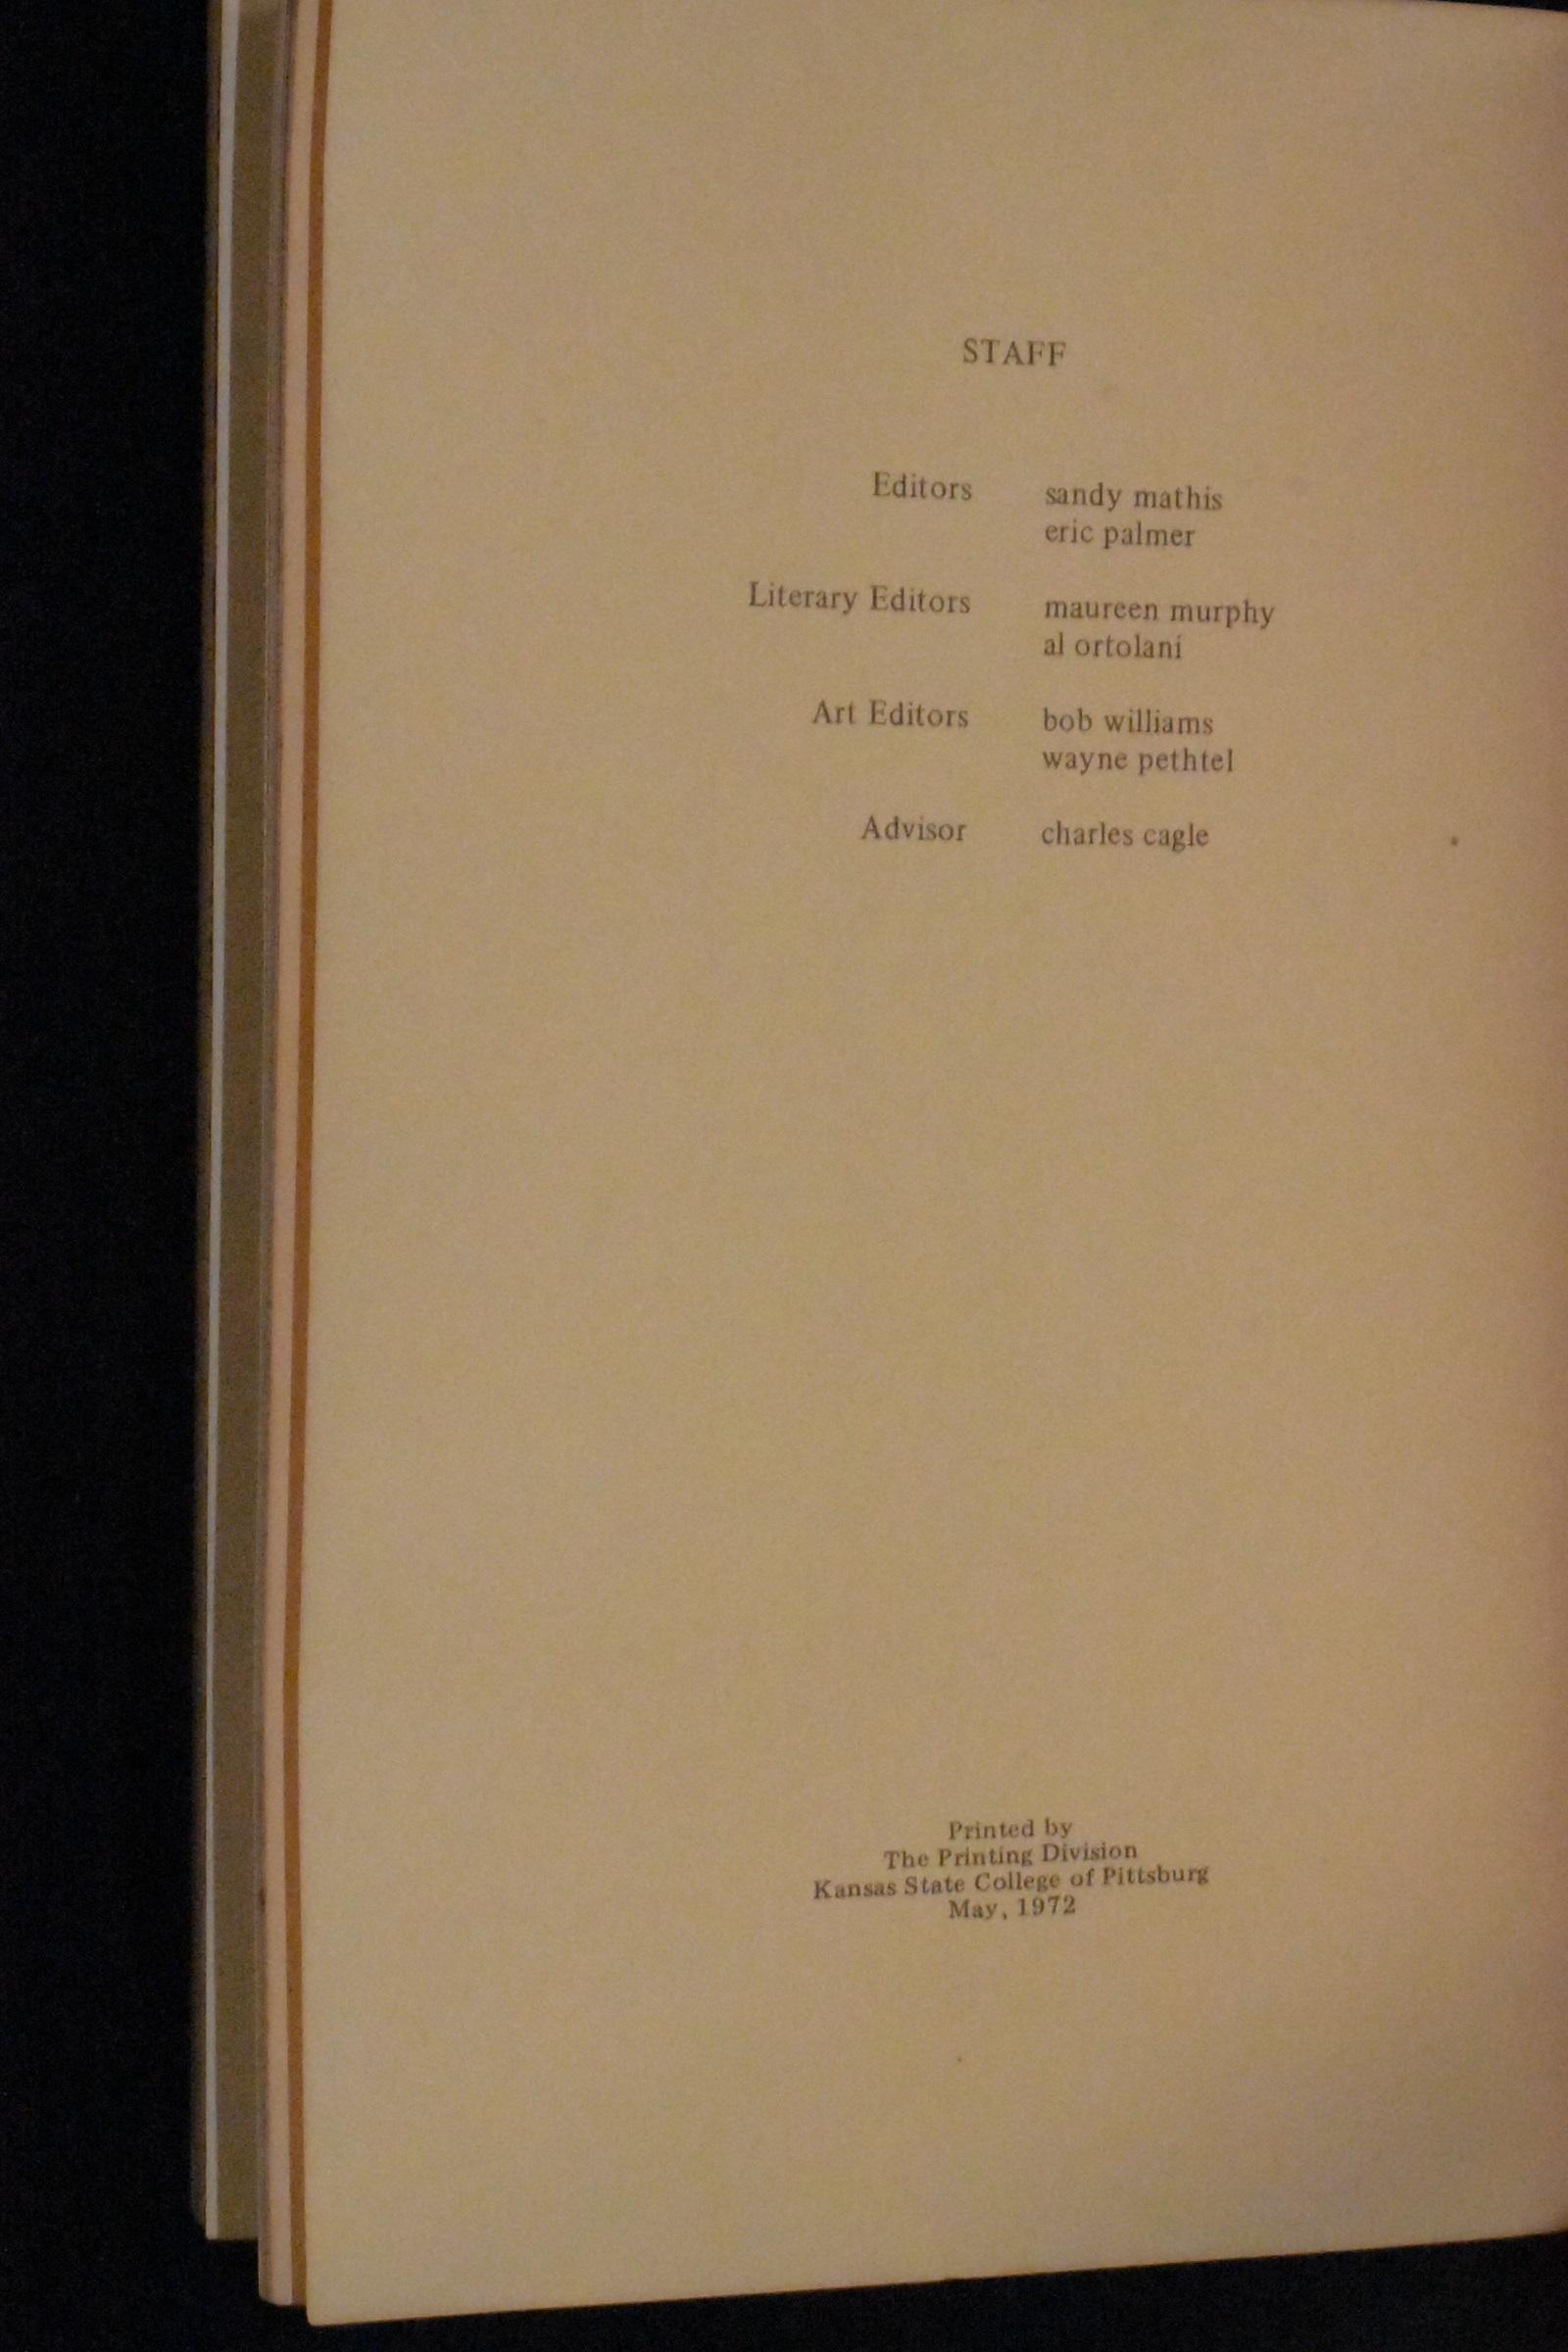 STAFF
Editors sandy mathis
eric palmer
Literary Editors maureen murphy
al ortolani
Art Editors bob williams
wayne pethtel
Advisor charles cagle
Printed by
The Printing Division
Kansas State College of Pittsburg
May, 1972